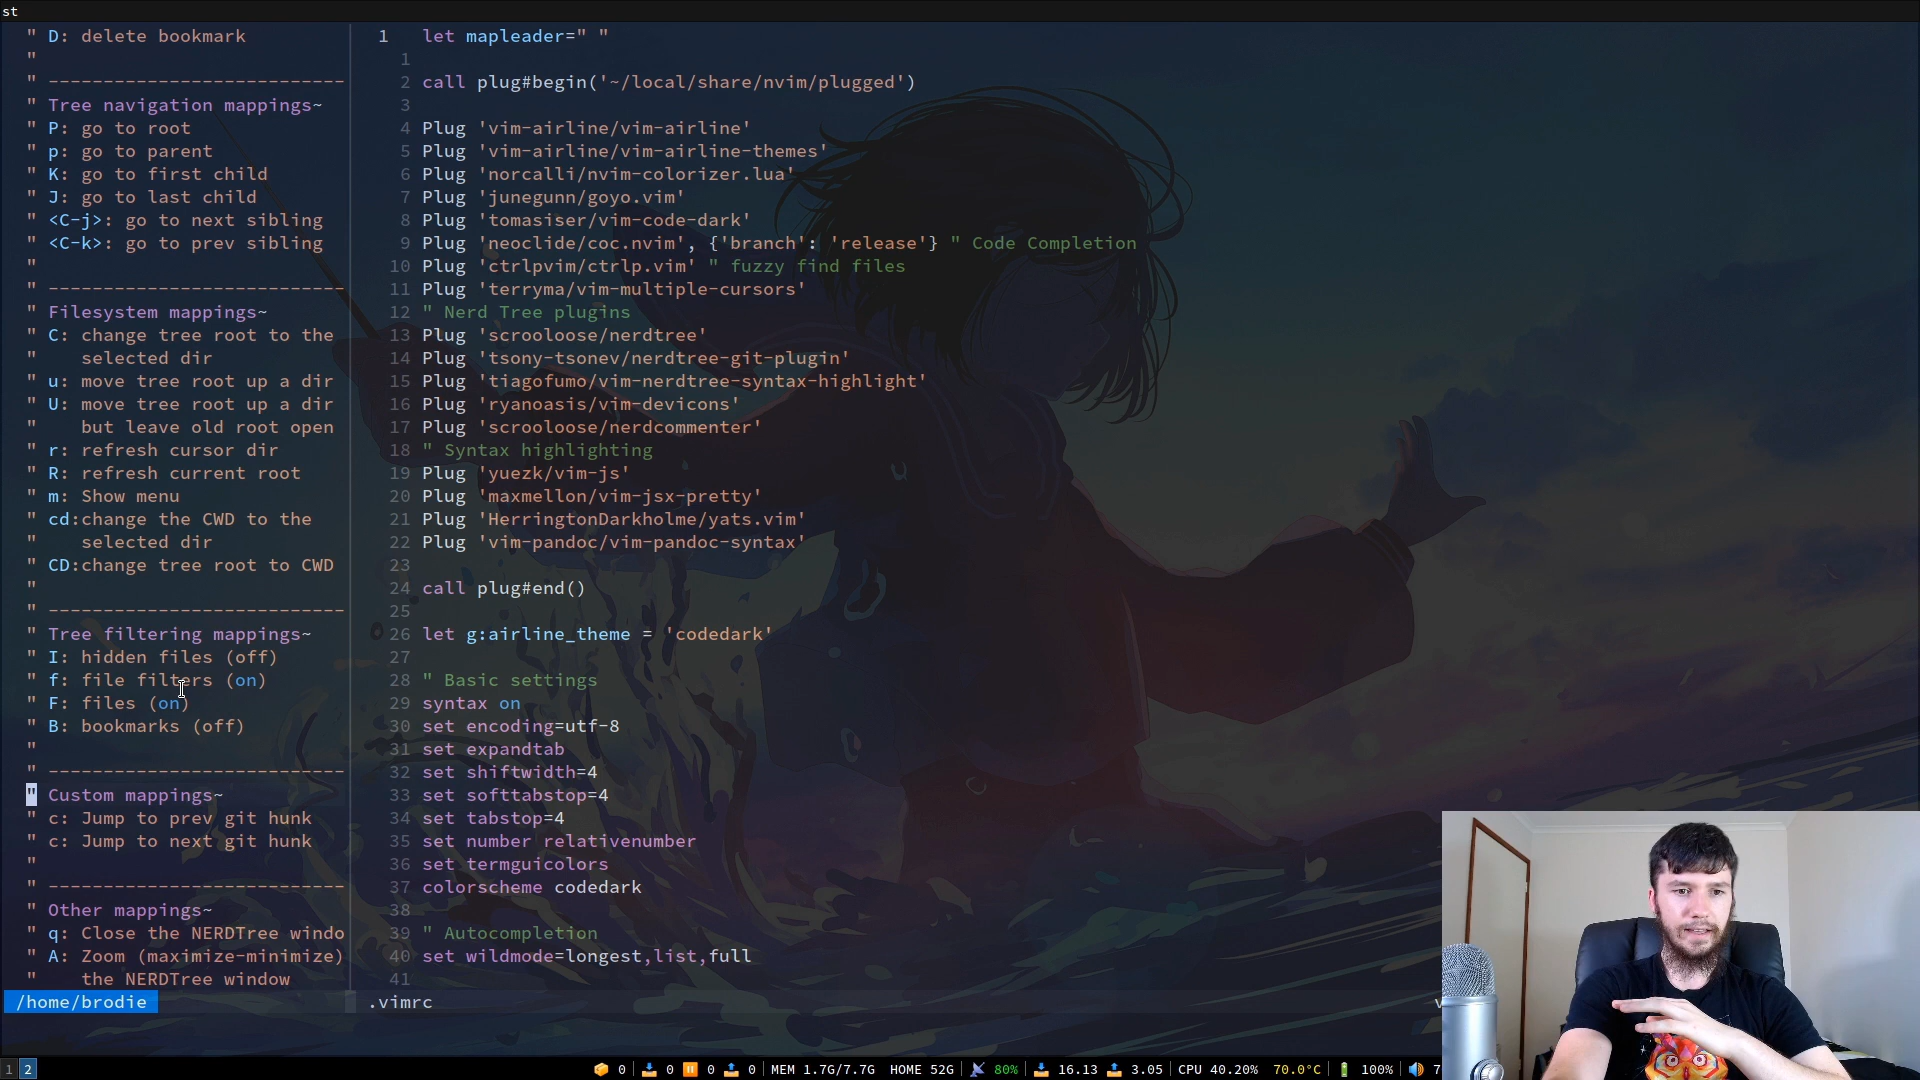 st
" D: delete bookmark
"
" ---------------------------
" Tree navigation mappings~
" P: go to root
" p: go to parent
" K: go to first child
" J: go to last child
" <C-j>: go to next sibling
" <C-k>: go to prev sibling
"
" ---------------------------
" Filesystem mappings~
" C: change tree root to the
"    selected dir
" u: move tree root up a dir
" U: move tree root up a dir
"    but leave old root open
" r: refresh cursor dir
" R: refresh current root
" m: Show menu
" cd:change the CWD to the
"    selected dir
" CD:change tree root to CWD
"
" ---------------------------
" Tree filtering mappings~
" I: hidden files (off)
" f: file filters (on)
" F: files (on)
" B: bookmarks (off)
"
" ---------------------------
" Custom mappings~
" c: Jump to prev git hunk
" c: Jump to next git hunk
"
" ---------------------------
" Other mappings~
" q: Close the NERDTree windo
" A: Zoom (maximize-minimize)
"    the NERDTree window
/home/brodie
1 let mapleader=" "
1
2 call plug#begin('~/local/share/nvim/plugged')
3
4 Plug 'vim-airline/vim-airline'
5 Plug 'vim-airline/vim-airline-themes'
6 Plug 'norcalli/nvim-colorizer.lua'
7 Plug 'junegunn/goyo.vim'
8 Plug 'tomasiser/vim-code-dark'
9 Plug 'neoclide/coc.nvim', {'branch': 'release'} " Code Completion
10 Plug 'ctrlpvim/ctrlp.vim' " fuzzy find files
11 Plug 'terryma/vim-multiple-cursors'
12 " Nerd Tree plugins
13 Plug 'scrooloose/nerdtree'
14 Plug 'tsony-tsonev/nerdtree-git-plugin'
15 Plug 'tiagofumo/vim-nerdtree-syntax-highlight'
16 Plug 'ryanoasis/vim-devicons'
17 Plug 'scrooloose/nerdcommenter'
18 " Syntax highlighting
19 Plug 'yuezk/vim-js'
20 Plug 'maxmellon/vim-jsx-pretty'
21 Plug 'HerringtonDarkholme/yats.vim'
22 Plug 'vim-pandoc/vim-pandoc-syntax'
23
24 call plug#end()
25
26 let g:airline_theme = 'codedark'
27
28 " Basic settings
29 syntax on
30 set encoding=utf-8
31 set expandtab
32 set shiftwidth=4
33 set softtabstop=4
34 set tabstop=4
35 set number relativenumber
36 set termguicolors
37 colorscheme codedark
38
39 " Autocompletion
40 set wildmode=longest,list,full
41
.vimrc
1 2 0 0 0 0 MEM 1.7G/7.7G HOME 52G 80% 16.13 3.05 CPU 40.20% 70.0°C 100%